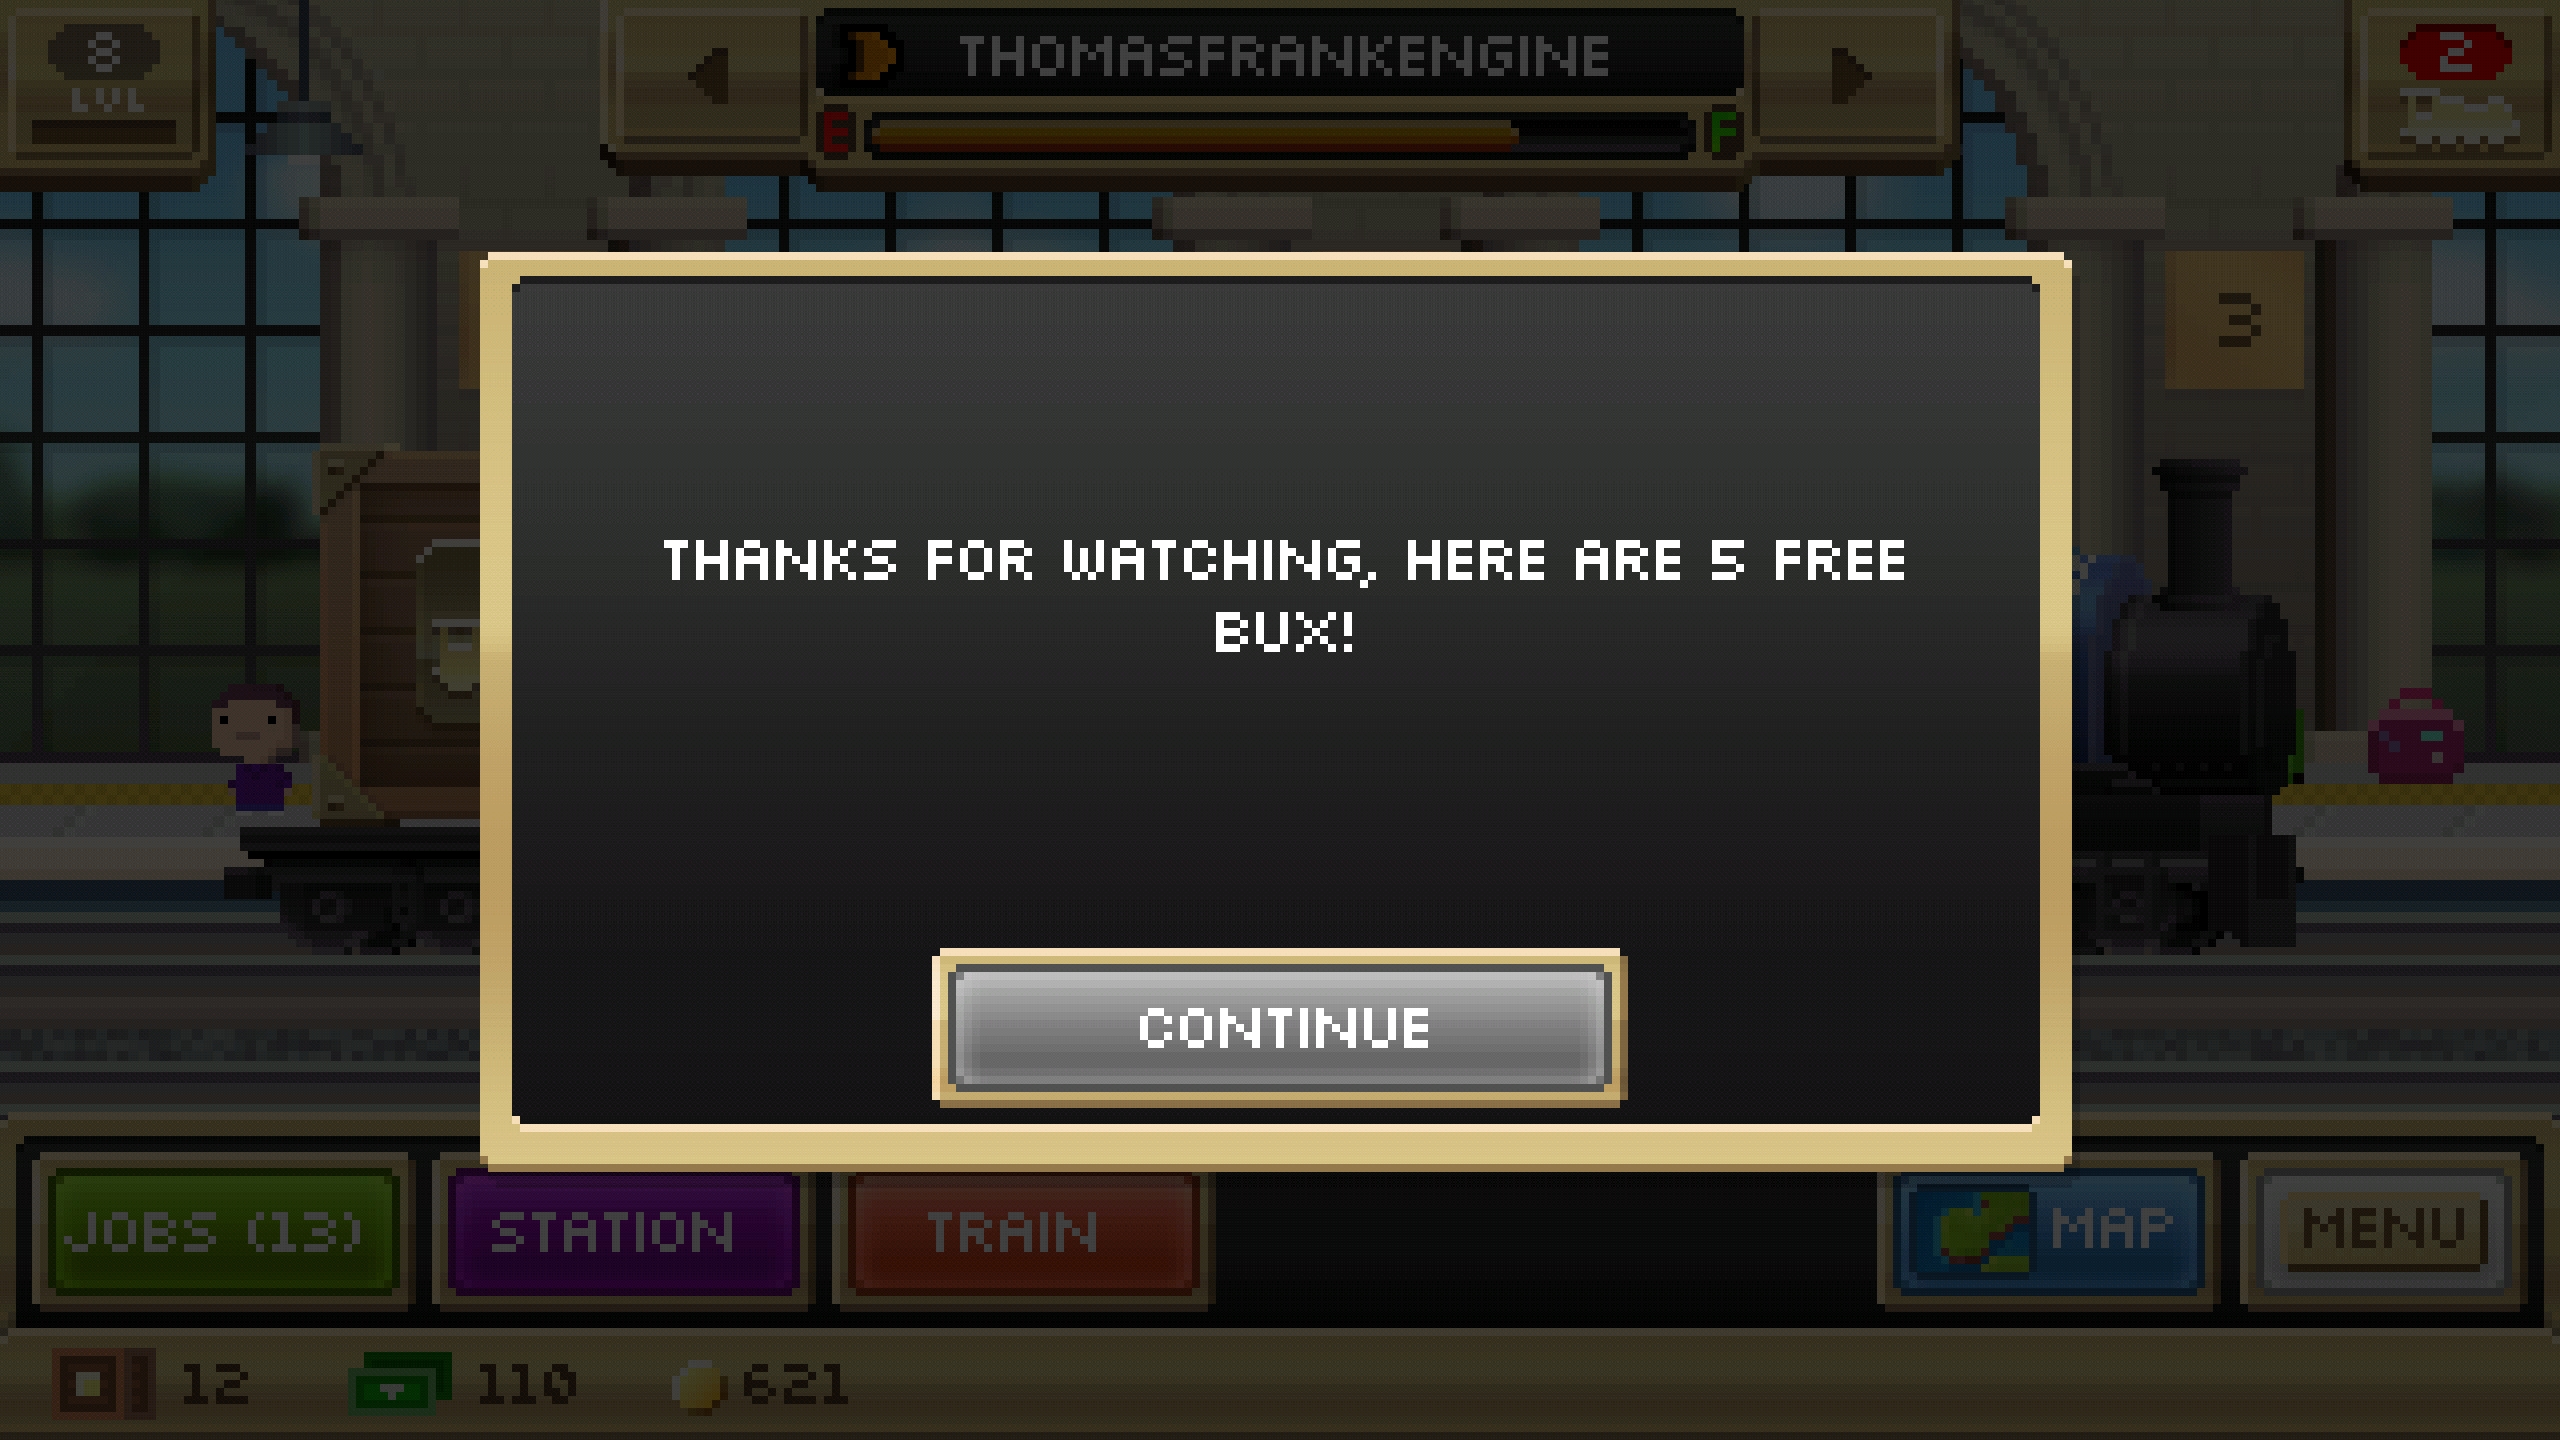 8
LVL
THOMASFRANKENGINE
E F
2
3
THANKS FOR WATCHING, HERE ARE 5 FREE
BUX!
CONTINUE
JOBS (13) STATION TRAIN MAP MENU
12 110 621